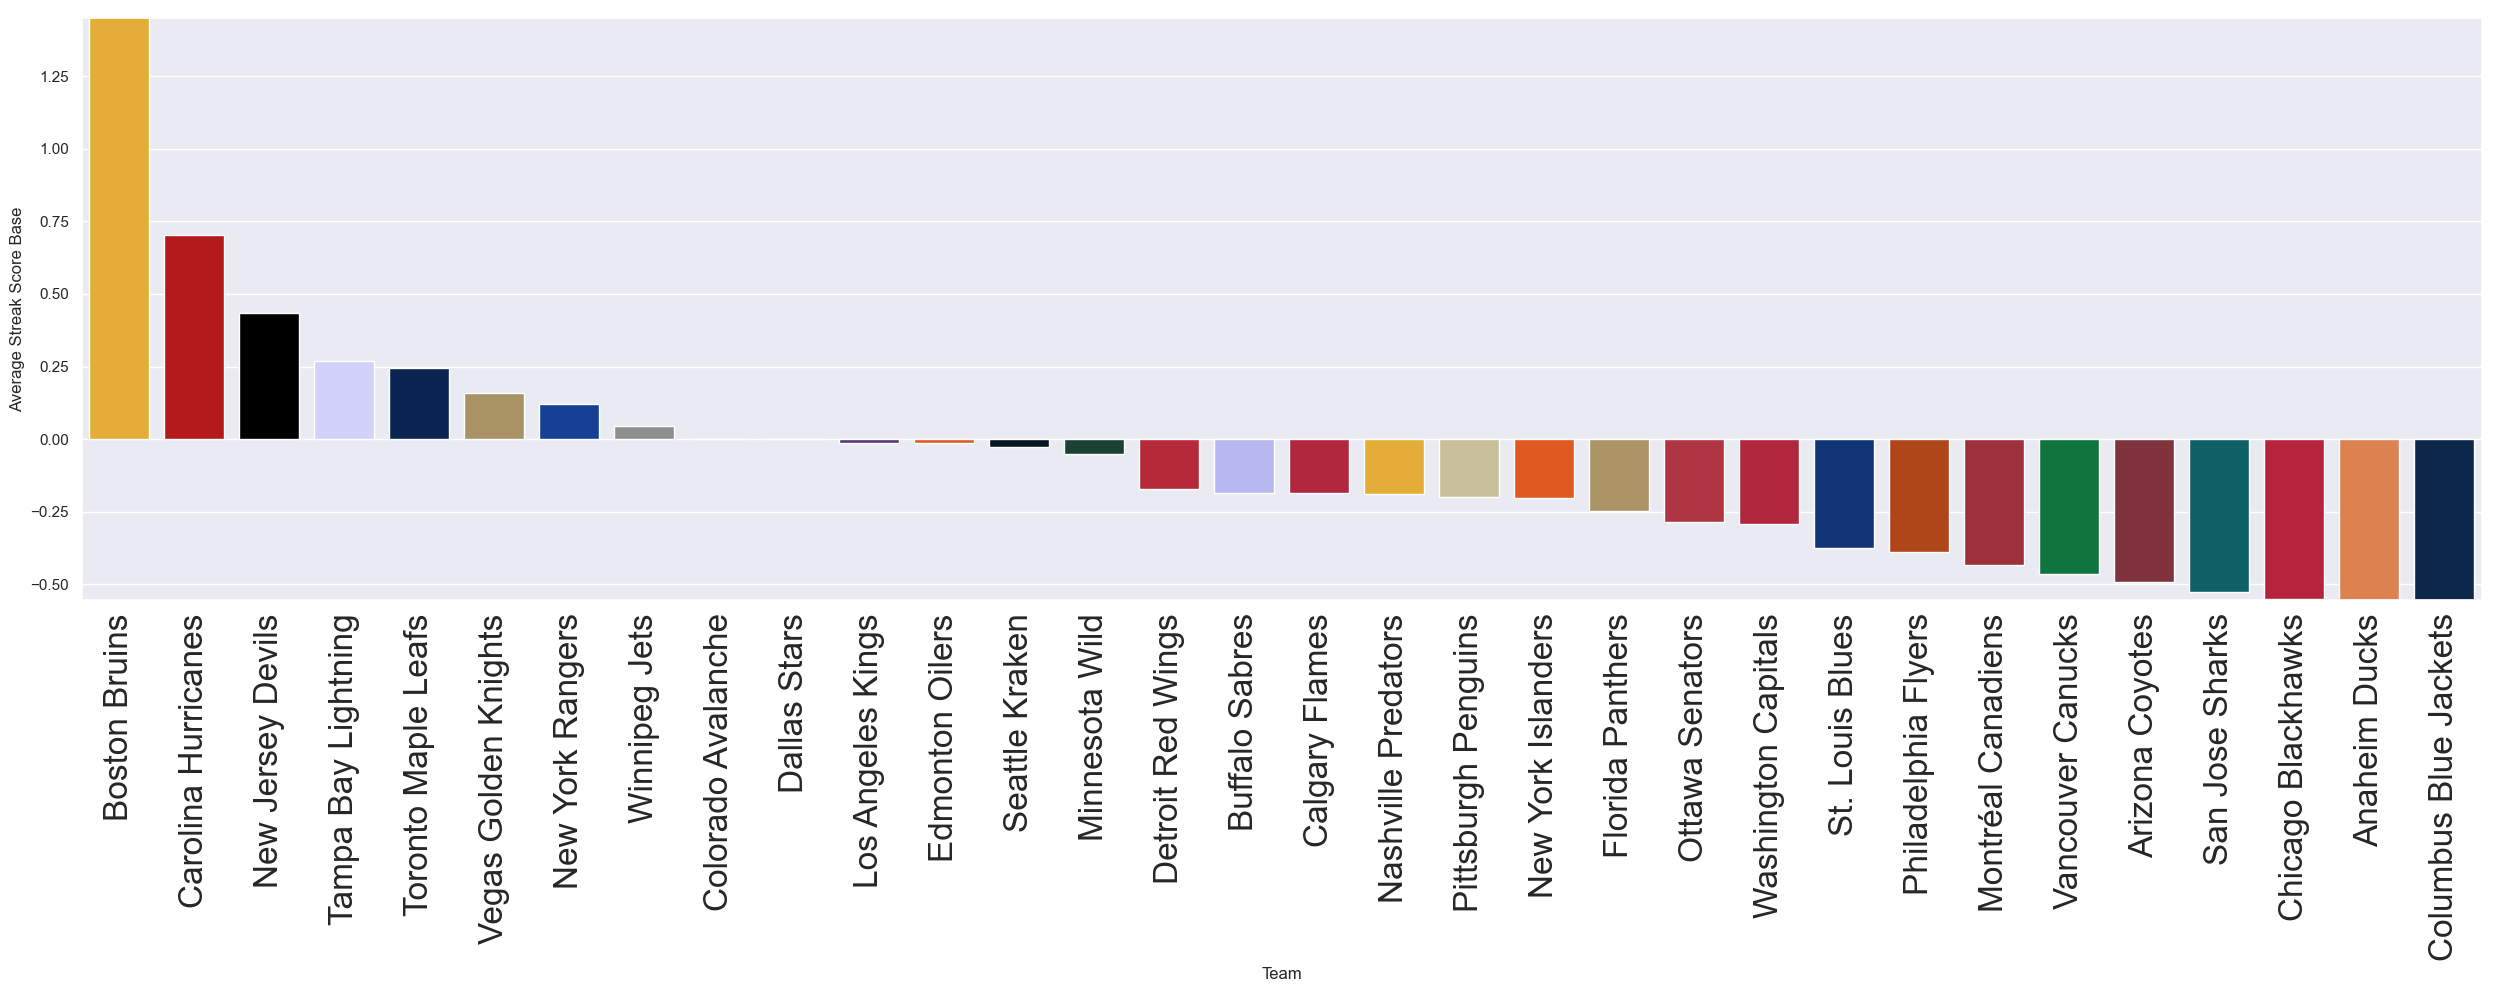 Average Streak Score Base
1.25
1.00
0.75
0.50
0.25
0.00
−0.25
−0.50
Boston Bruins
Carolina Hurricanes
New Jersey Devils
Tampa Bay Lightning
Toronto Maple Leafs
Vegas Golden Knights
New York Rangers
Winnipeg Jets
Colorado Avalanche
Dallas Stars
Los Angeles Kings
Edmonton Oilers
Seattle Kraken
Minnesota Wild
Detroit Red Wings
Buffalo Sabres
Calgary Flames
Nashville Predators
Pittsburgh Penguins
New York Islanders
Florida Panthers
Ottawa Senators
Washington Capitals
St. Louis Blues
Philadelphia Flyers
Montréal Canadiens
Vancouver Canucks
Arizona Coyotes
San Jose Sharks
Chicago Blackhawks
Anaheim Ducks
Columbus Blue Jackets
Team